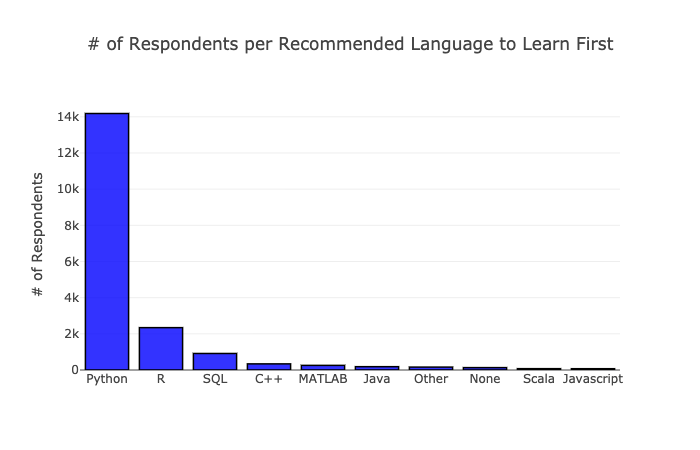 # of Respondents per Recommended Language to Learn First
# of Respondents
14k
12k
10k
8k
6k
4k
2k
0
Python R SQL C++ MATLAB Java Other None Scala Javascript